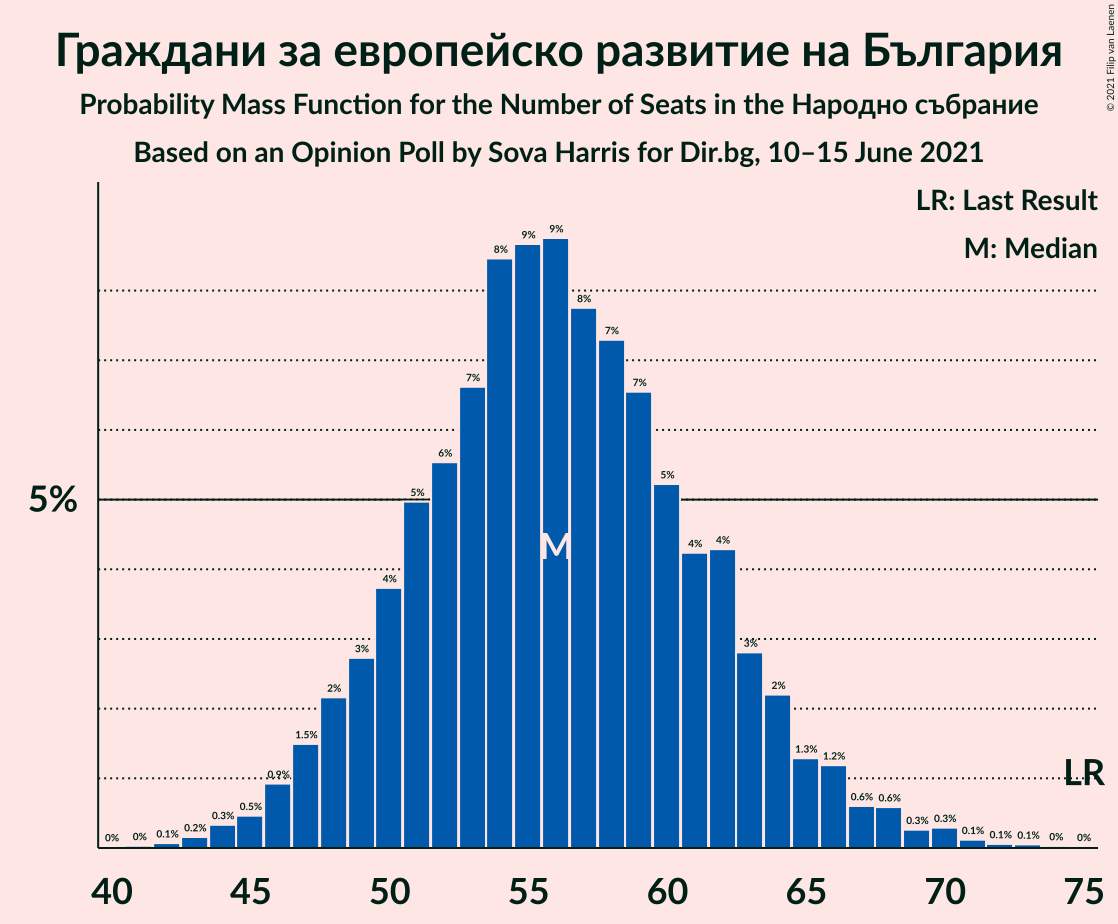 Граждани за европейско развитие на България
Probability Mass Function for the Number of Seats in the Народно събрание
Based on an Opinion Poll by Sova Harris for Dir.bg, 10–15 June 2021
© 2021 Filip van Laenen
LR: Last Result
M: Median
5%
0% 0% 0.1% 0.2% 0.3% 0.5% 0.9% 1.5% 2% 3% 4% 5% 6% 7% 8% 9% 9% 8% 7% 7% 5% 4% 4% 3% 2% 1.3% 1.2% 0.6% 0.6% 0.3% 0.3% 0.1% 0.1% 0.1% 0% 0%
M
LR
40 45 50 55 60 65 70 75